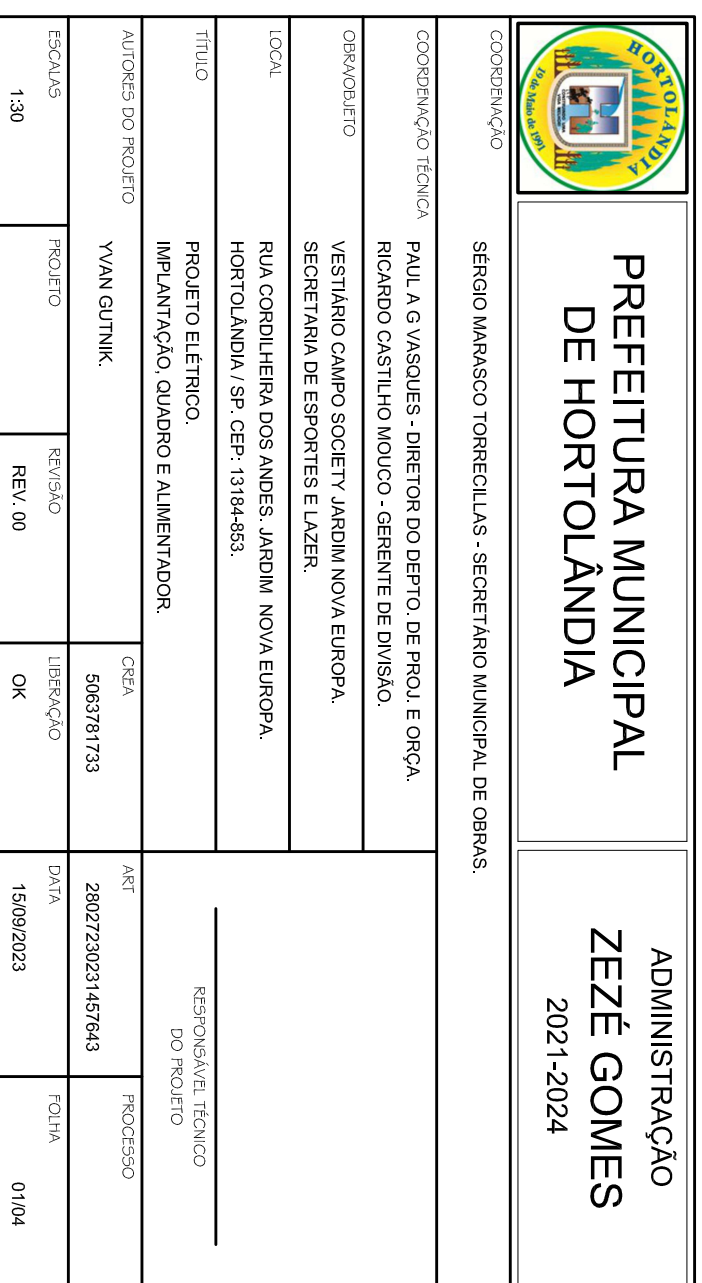 HORTOLANDIA
19 de Maio de 1991
PREFEITURA MUNICIPAL
DE HORTOLÂNDIA
ADMINISTRAÇÃO
ZEZÉ GOMES
2021-2024
COORDENAÇÃO
SÉRGIO MARASCO TORRECILLAS - SECRETÁRIO MUNICIPAL DE OBRAS.
COORDENAÇÃO TÉCNICA
PAUL A G VASQUES - DIRETOR DO DEPTO. DE PROJ. E ORÇA.
RICARDO CASTILHO MOUCO - GERENTE DE DIVISÃO.
OBRA/OBJETO
VESTIÁRIO CAMPO SOCIETY JARDIM NOVA EUROPA.
SECRETARIA DE ESPORTES E LAZER.
LOCAL
RUA CORDILHEIRA DOS ANDES. JARDIM NOVA EUROPA.
HORTOLÂNDIA / SP. CEP: 13184-853.
TÍTULO
PROJETO ELÉTRICO.
IMPLANTAÇÃO, QUADRO E ALIMENTADOR.
RESPONSÁVEL TÉCNICO
DO PROJETO
AUTORES DO PROJETO
YVAN GUTNIK.
CREA
5063781733
ART
28027230231457643
PROCESSO
ESCALAS
1:30
PROJETO
REVISÃO
REV. 00
LIBERAÇÃO
OK
DATA
15/09/2023
FOLHA
01/04